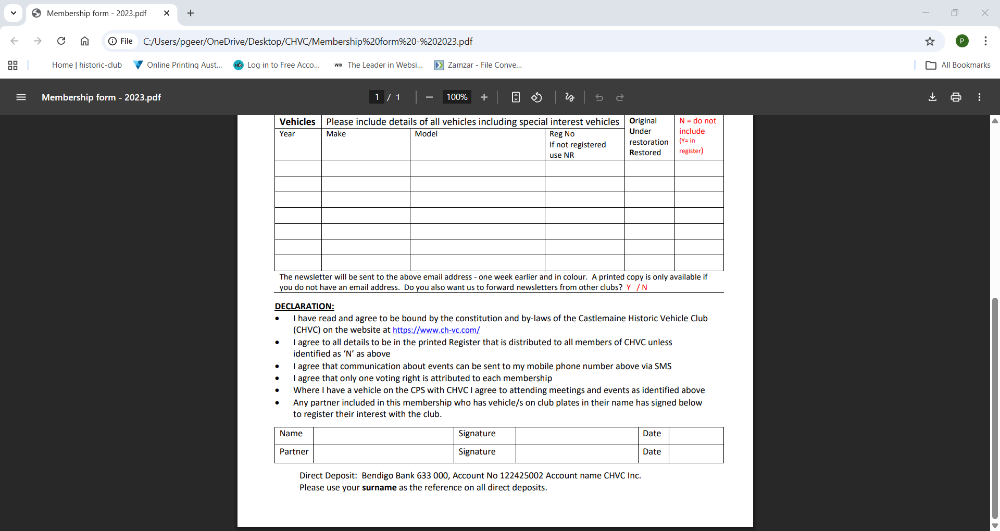 Membership form - 2023.pdf
File C:/Users/pgeer/OneDrive/Desktop/CHVC/Membership%20form%20-%202023.pdf P
Home | historic-club Online Printing Aust... Log in to Free Acco... WIX The Leader in Websi... Zamzar - File Conve... All Bookmarks
Membership form - 2023.pdf 1 / 1 100%
Vehicles Please include details of all vehicles including special interest vehicles
Original
Under
restoration
Restored
N = do not
include
(Y= in
register)
Year Make Model
Reg No
If not registered
use NR
The newsletter will be sent to the above email address - one week earlier and in colour. A printed copy is only available if
you do not have an email address. Do you also want us to forward newsletters from other clubs? Y / N
DECLARATION:
• I have read and agree to be bound by the constitution and by-laws of the Castlemaine Historic Vehicle Club
(CHVC) on the website at https://www.ch-vc.com/
• I agree to all details to be in the printed Register that is distributed to all members of CHVC unless
identified as ‘N’ as above
• I agree that communication about events can be sent to my mobile phone number above via SMS
• I agree that only one voting right is attributed to each membership
• Where I have a vehicle on the CPS with CHVC I agree to attending meetings and events as identified above
• Any partner included in this membership who has vehicle/s on club plates in their name has signed below
to register their interest with the club.
Name Signature Date
Partner Signature Date
Direct Deposit: Bendigo Bank 633 000, Account No 122425002 Account name CHVC Inc.
Please use your surname as the reference on all direct deposits.